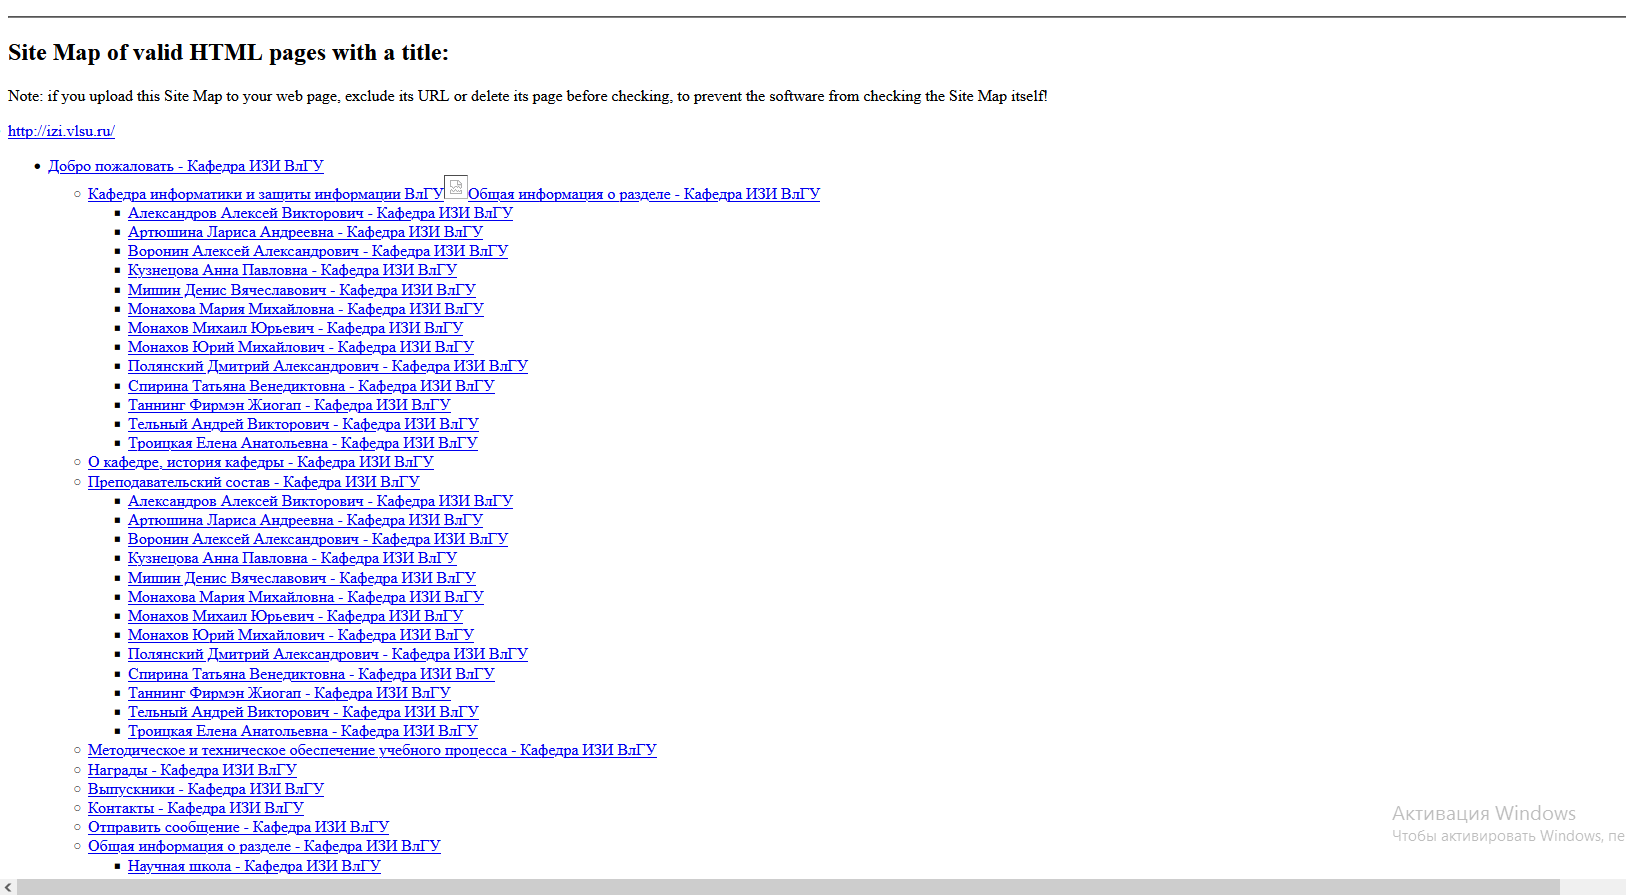 Site Map of valid HTML pages with a title:
Note: if you upload this Site Map to your web page, exclude its URL or delete its page before checking, to prevent the software from checking the Site Map itself!
http://izi.vlsu.ru/
Добро пожаловать - Кафедра ИЗИ ВлГУ
Кафедра информатики и защиты информации ВлГУ Общая информация о разделе - Кафедра ИЗИ ВлГУ
Александров Алексей Викторович - Кафедра ИЗИ ВлГУ
Артюшина Лариса Андреевна - Кафедра ИЗИ ВлГУ
Воронин Алексей Александрович - Кафедра ИЗИ ВлГУ
Кузнецова Анна Павловна - Кафедра ИЗИ ВлГУ
Мишин Денис Вячеславович - Кафедра ИЗИ ВлГУ
Монахова Мария Михайловна - Кафедра ИЗИ ВлГУ
Монахов Михаил Юрьевич - Кафедра ИЗИ ВлГУ
Монахов Юрий Михайлович - Кафедра ИЗИ ВлГУ
Полянский Дмитрий Александрович - Кафедра ИЗИ ВлГУ
Спирина Татьяна Венедиктовна - Кафедра ИЗИ ВлГУ
Таннинг Фирмэн Жиогап - Кафедра ИЗИ ВлГУ
Тельный Андрей Викторович - Кафедра ИЗИ ВлГУ
Троицкая Елена Анатольевна - Кафедра ИЗИ ВлГУ
О кафедре, история кафедры - Кафедра ИЗИ ВлГУ
Преподавательский состав - Кафедра ИЗИ ВлГУ
Александров Алексей Викторович - Кафедра ИЗИ ВлГУ
Артюшина Лариса Андреевна - Кафедра ИЗИ ВлГУ
Воронин Алексей Александрович - Кафедра ИЗИ ВлГУ
Кузнецова Анна Павловна - Кафедра ИЗИ ВлГУ
Мишин Денис Вячеславович - Кафедра ИЗИ ВлГУ
Монахова Мария Михайловна - Кафедра ИЗИ ВлГУ
Монахов Михаил Юрьевич - Кафедра ИЗИ ВлГУ
Монахов Юрий Михайлович - Кафедра ИЗИ ВлГУ
Полянский Дмитрий Александрович - Кафедра ИЗИ ВлГУ
Спирина Татьяна Венедиктовна - Кафедра ИЗИ ВлГУ
Таннинг Фирмэн Жиогап - Кафедра ИЗИ ВлГУ
Тельный Андрей Викторович - Кафедра ИЗИ ВлГУ
Троицкая Елена Анатольевна - Кафедра ИЗИ ВлГУ
Методическое и техническое обеспечение учебного процесса - Кафедра ИЗИ ВлГУ
Награды - Кафедра ИЗИ ВлГУ
Выпускники - Кафедра ИЗИ ВлГУ
Контакты - Кафедра ИЗИ ВлГУ
Отправить сообщение - Кафедра ИЗИ ВлГУ
Общая информация о разделе - Кафедра ИЗИ ВлГУ
Научная школа - Кафедра ИЗИ ВлГУ
Активация Windows
Чтобы активировать Windows, пе